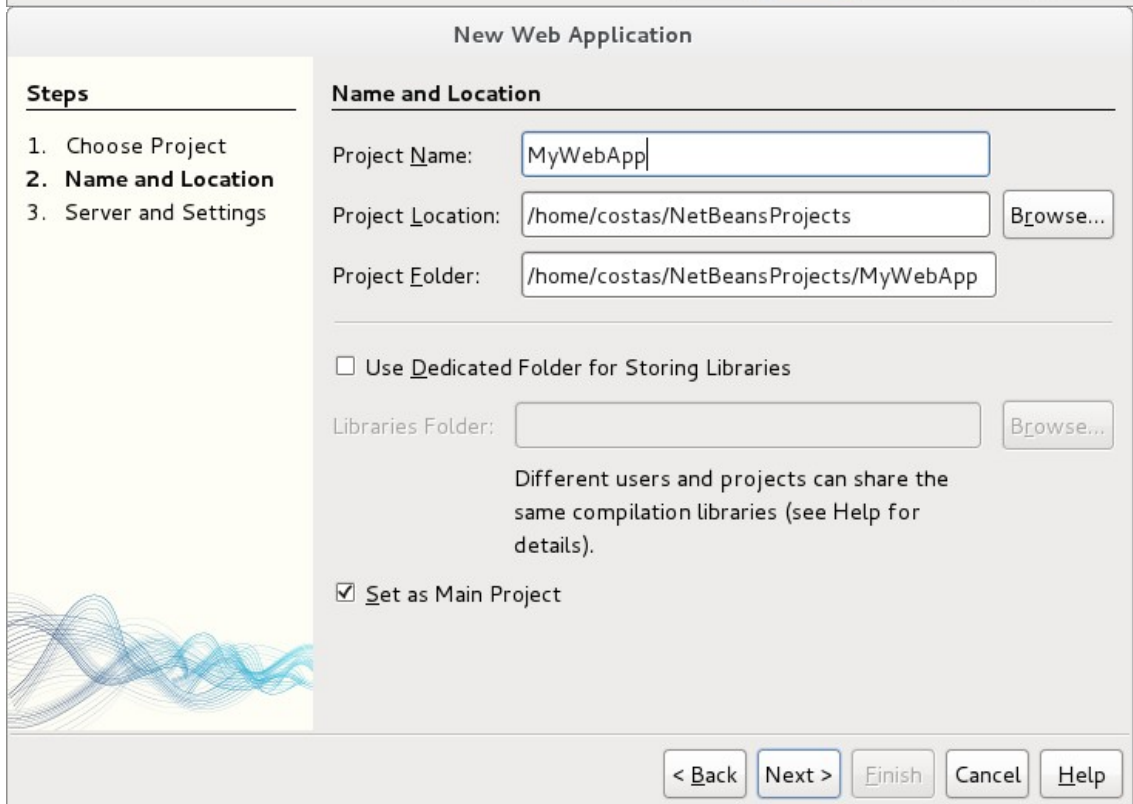 New Web Application
Steps
1. Choose Project
2. Name and Location
3. Server and Settings
Name and Location
Project Name: MyWebApp
Project Location: /home/costas/NetBeansProjects Browse...
Project Folder: /home/costas/NetBeansProjects/MyWebApp
Use Dedicated Folder for Storing Libraries
Libraries Folder: Browse...
Different users and projects can share the
same compilation libraries (see Help for
details).
Set as Main Project
< Back Next > Finish Cancel Help